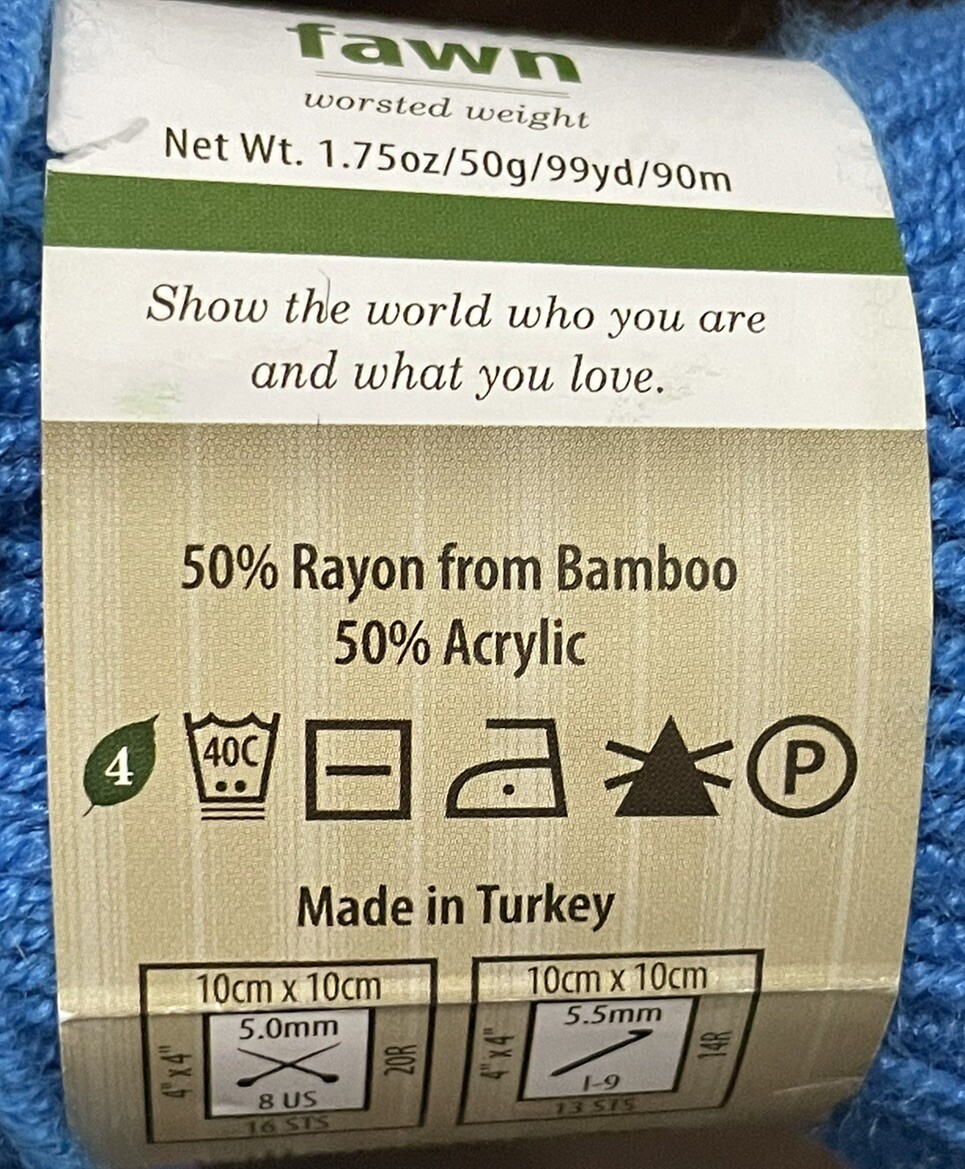 fawn
worsted weight
Net Wt. 1.75oz/50g/99yd/90m
Show the world who you are
and what you love.
50% Rayon from Bamboo
50% Acrylic
4 40C P
Made in Turkey
10cm x 10cm 10cm x 10cm
5.0mm 5.5mm
4" x 4" 20R 4" x 4" 14R
8 US I-9
16 STS 13 STS